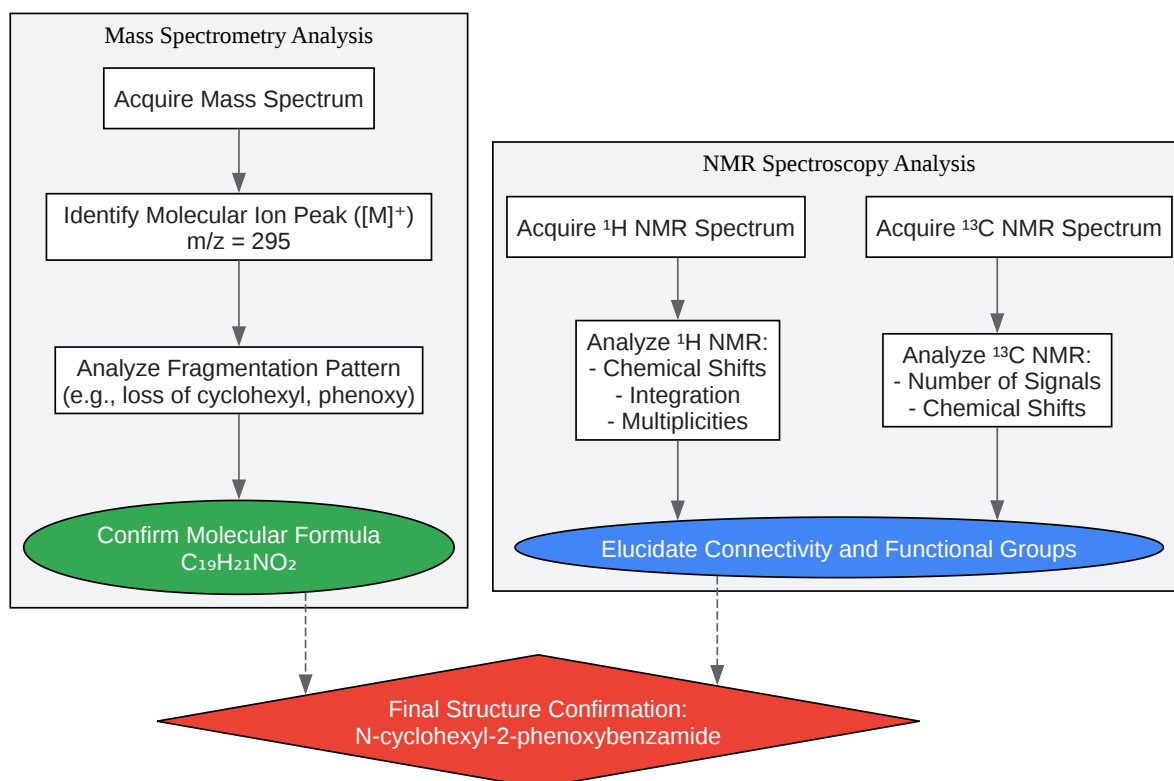 Mass Spectrometry Analysis
Acquire Mass Spectrum
Identify Molecular Ion Peak ([M]⁺)
m/z = 295
Analyze Fragmentation Pattern
(e.g., loss of cyclohexyl, phenoxy)
Confirm Molecular Formula
C₁₉H₂₁NO₂
NMR Spectroscopy Analysis
Acquire ¹H NMR Spectrum
Acquire ¹³C NMR Spectrum
Analyze ¹H NMR:
- Chemical Shifts
- Integration
- Multiplicities
Analyze ¹³C NMR:
- Number of Signals
- Chemical Shifts
Elucidate Connectivity and Functional Groups
Final Structure Confirmation:
N-cyclohexyl-2-phenoxybenzamide